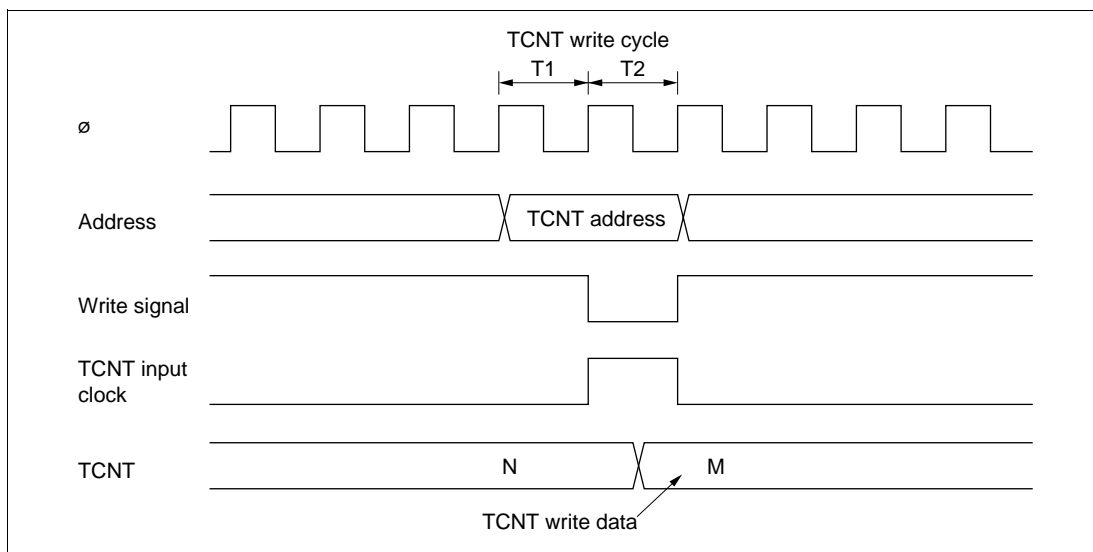 TCNT write cycle
T1 T2
ø
Address TCNT address
Write signal
TCNT input
clock
TCNT N M
TCNT write data